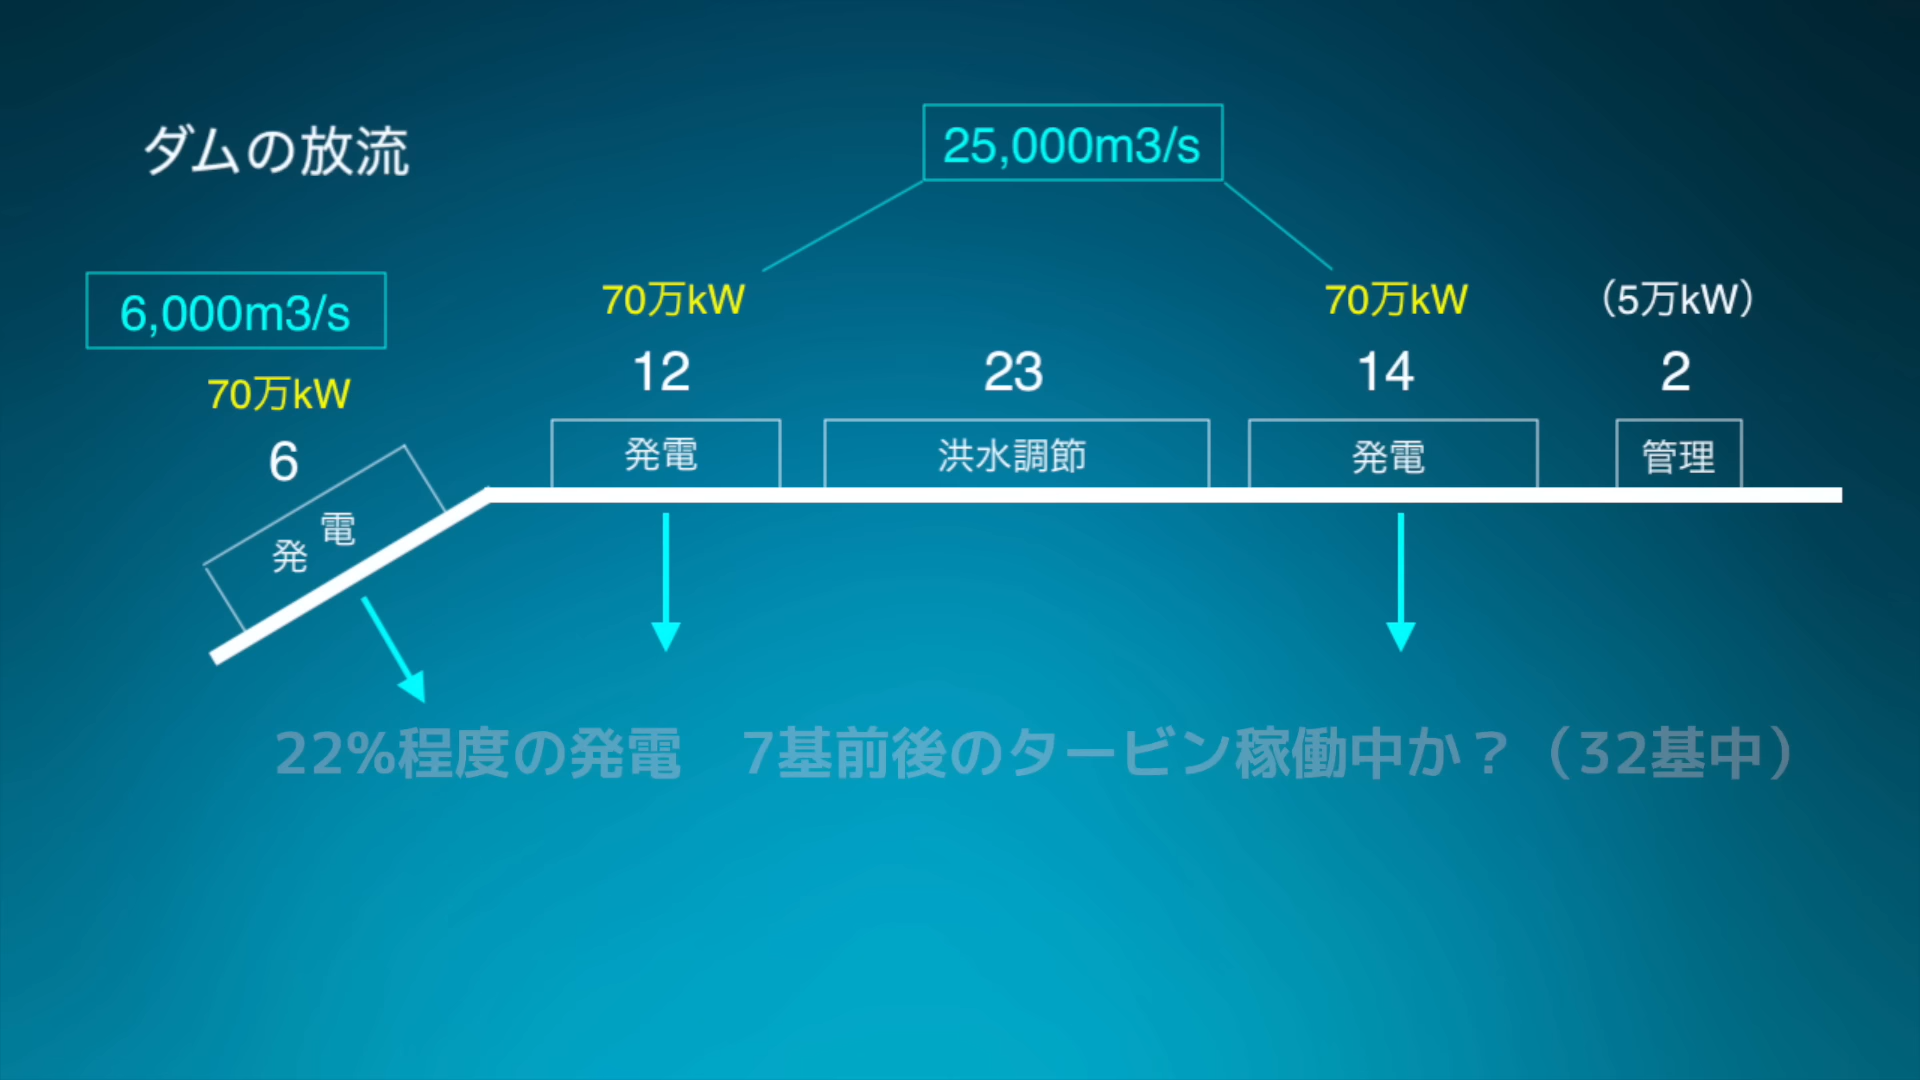 ダムの放流
25,000m3/s
6,000m3/s
70万kW
70万kW
70万kW
（5万kW）
6
12
23
14
2
発電
発電
洪水調節
発電
管理
22%程度の発電　7基前後のタービン稼働中か？（32基中）